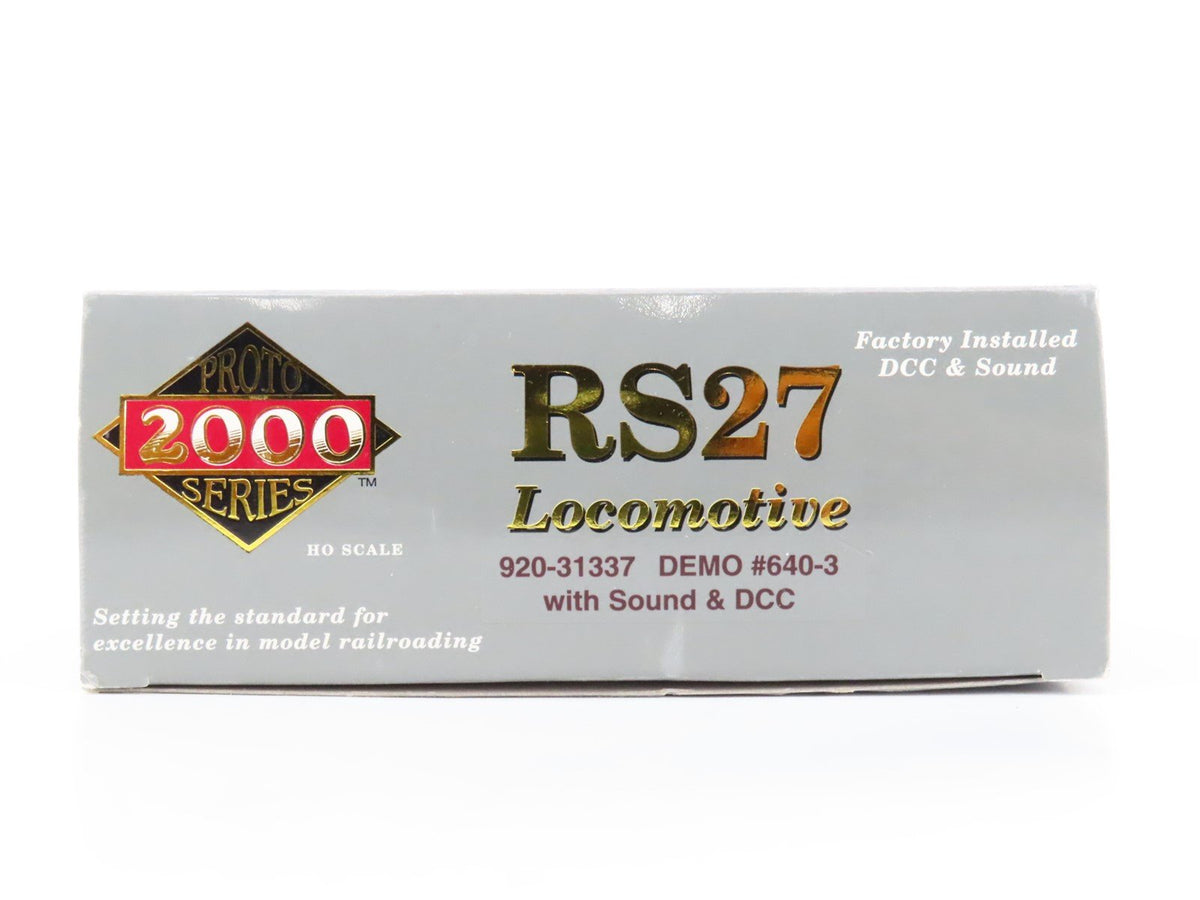 PROTO
2000
SERIES
TM
HO SCALE
Setting the standard for
excellence in model railroading
RS27
Locomotive
920-31337 DEMO #640-3
with Sound & DCC
Factory Installed
DCC & Sound